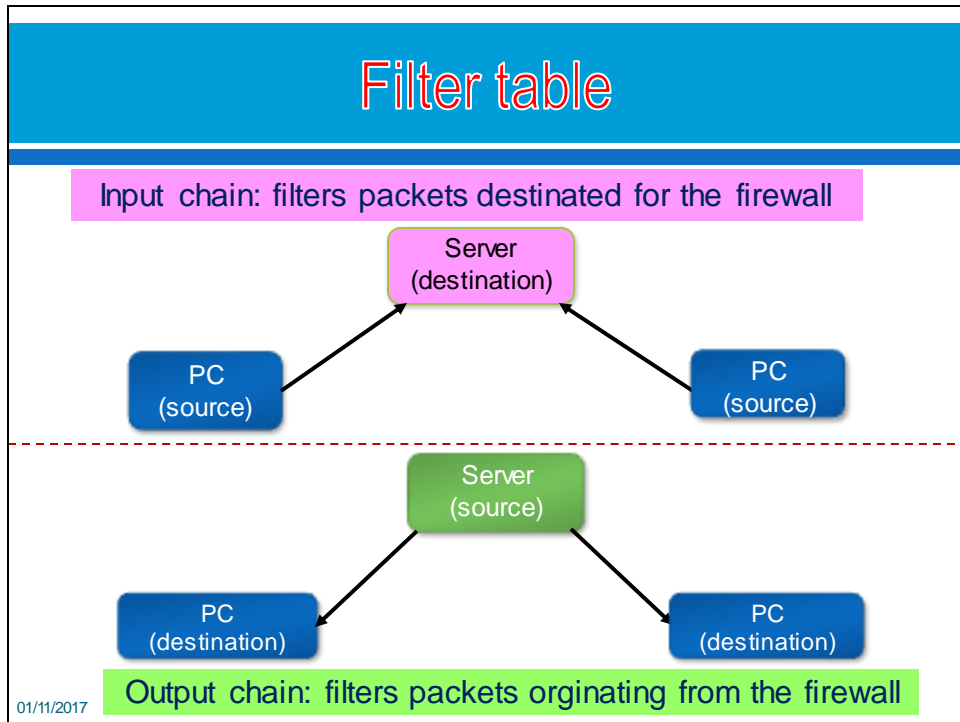 Filter table
Input chain: filters packets destinated for the firewall
Server
(destination)
PC
(source)
PC
(source)
Server
(source)
PC
(destination)
PC
(destination)
Output chain: filters packets orginating from the firewall
01/11/2017